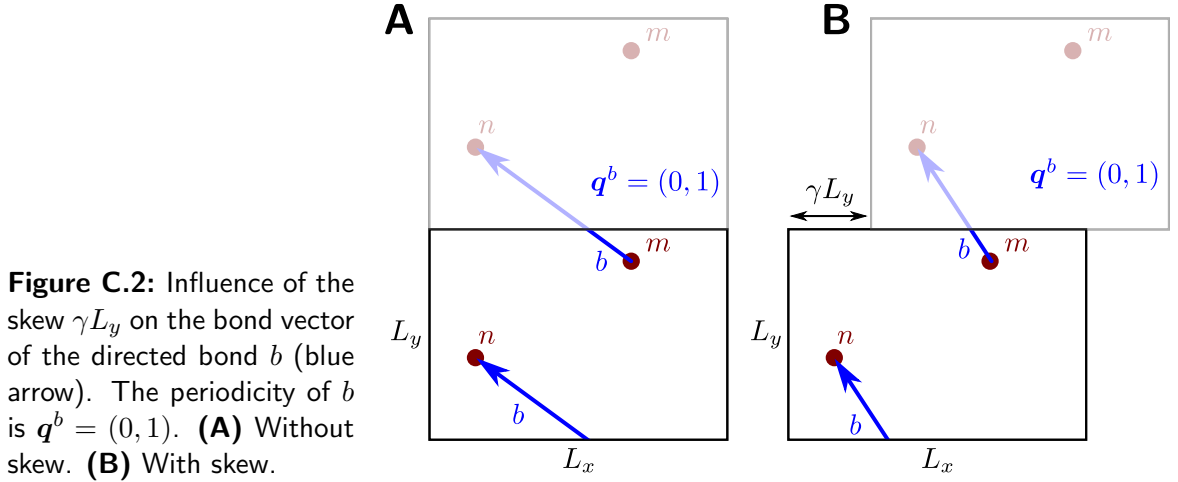 A
m
n
q^b = (0, 1)
m
b
n
L_y
b
L_x
B
m
n
q^b = (0, 1)
γL_y
m
b
n
L_y
b
L_x
Figure C.2: Influence of the
skew γL_y on the bond vector
of the directed bond b (blue
arrow). The periodicity of b
is q^b = (0, 1). (A) Without
skew. (B) With skew.